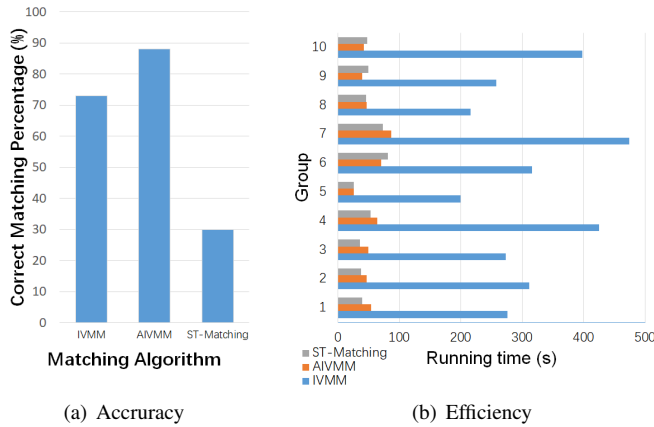 100
90
80
70
60
50
40
30
20
10
0
Correct Matching Percentage (%)
IVMM
AIVMM
ST-Matching
Matching Algorithm
(a) Accruracy
10
9
8
7
6
5
4
3
2
1
Group
0
100
200
300
400
500
Running time (s)
ST-Matching
AIVMM
IVMM
(b) Efficiency